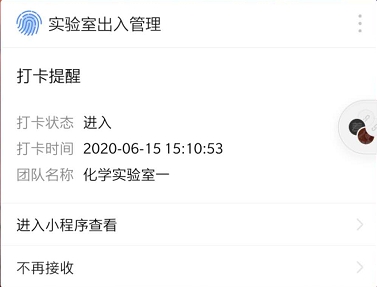 实验室出入管理
打卡提醒
打卡状态 进入
打卡时间 2020-06-15 15:10:53
团队名称 化学实验室一
进入小程序查看
不再接收